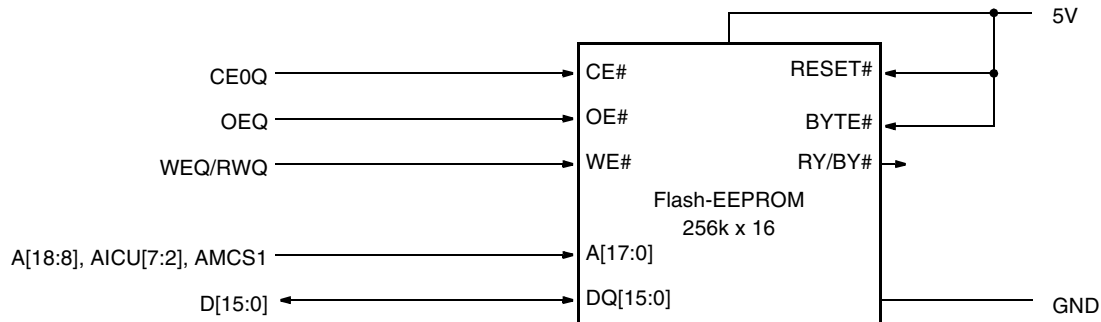 5V
CE0Q
CE#
RESET#
OEQ
OE#
BYTE#
WEQ/RWQ
WE#
RY/BY#
Flash-EEPROM
256k x 16
A[18:8], AICU[7:2], AMCS1
A[17:0]
D[15:0]
DQ[15:0]
GND